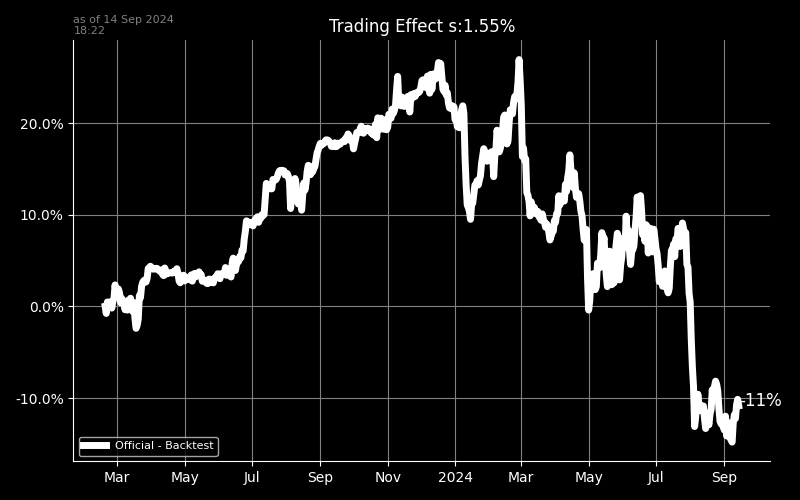 as of 14 Sep 2024
18:22
Trading Effect s:1.55%
20.0%
10.0%
0.0%
-10.0%
-11%
Official - Backtest
Mar May Jul Sep Nov 2024 Mar May Jul Sep